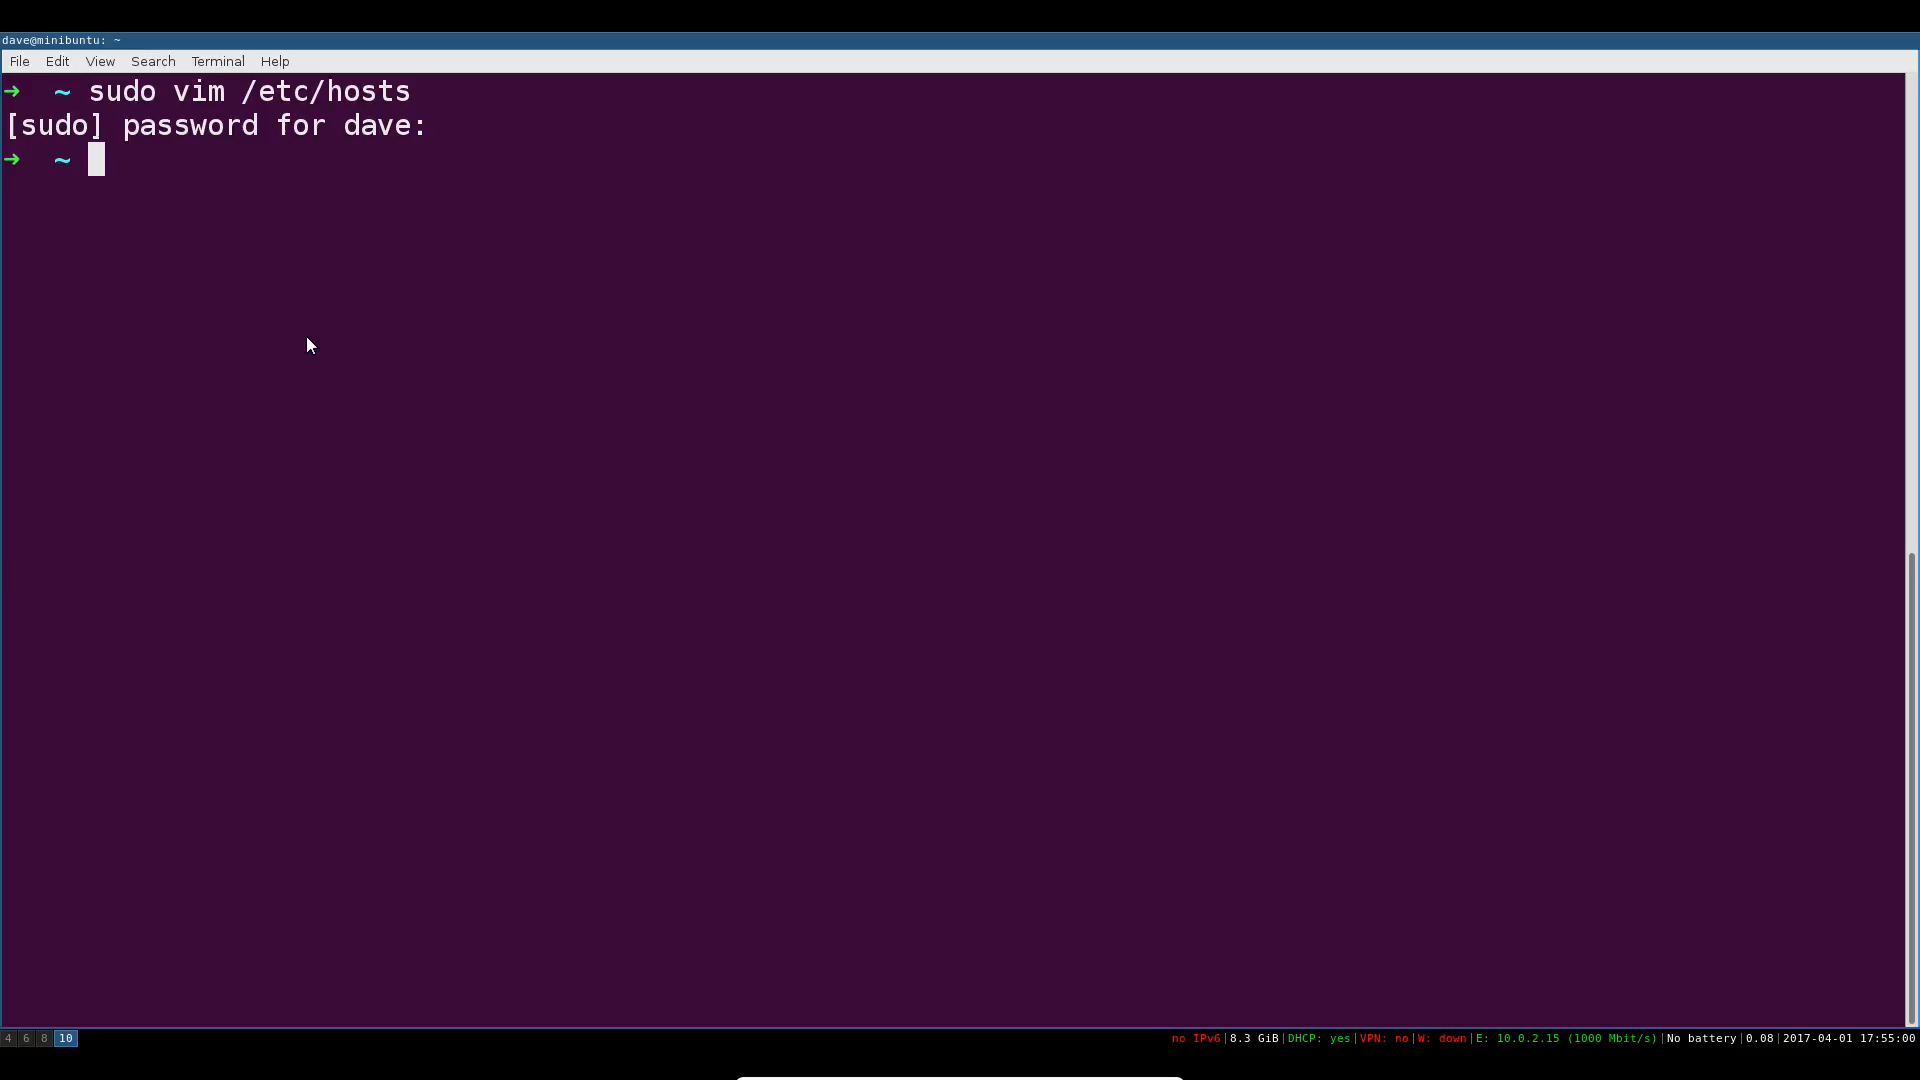 dave@minibuntu: ~
File Edit View Search Terminal Help
➜ ~ sudo vim /etc/hosts
[sudo] password for dave:
➜ ~
4 6 8 10 no IPv6|8.3 GiB|DHCP: yes|VPN: no|W: down|E: 10.0.2.15 (1000 Mbit/s)|No battery|0.08|2017-04-01 17:55:00